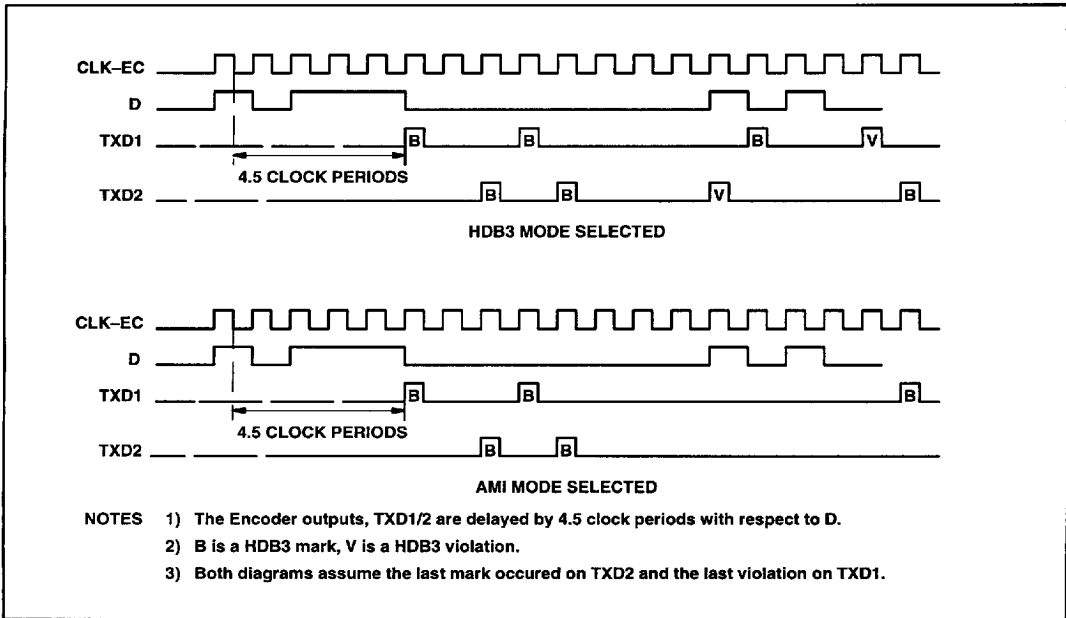 CLK–EC
D
TXD1 B B B V
4.5 CLOCK PERIODS
TXD2 B B V B
HDB3 MODE SELECTED
CLK–EC
D
TXD1 B B B
4.5 CLOCK PERIODS
TXD2 B B
AMI MODE SELECTED
NOTES 1) The Encoder outputs, TXD1/2 are delayed by 4.5 clock periods with respect to D.
2) B is a HDB3 mark, V is a HDB3 violation.
3) Both diagrams assume the last mark occured on TXD2 and the last violation on TXD1.